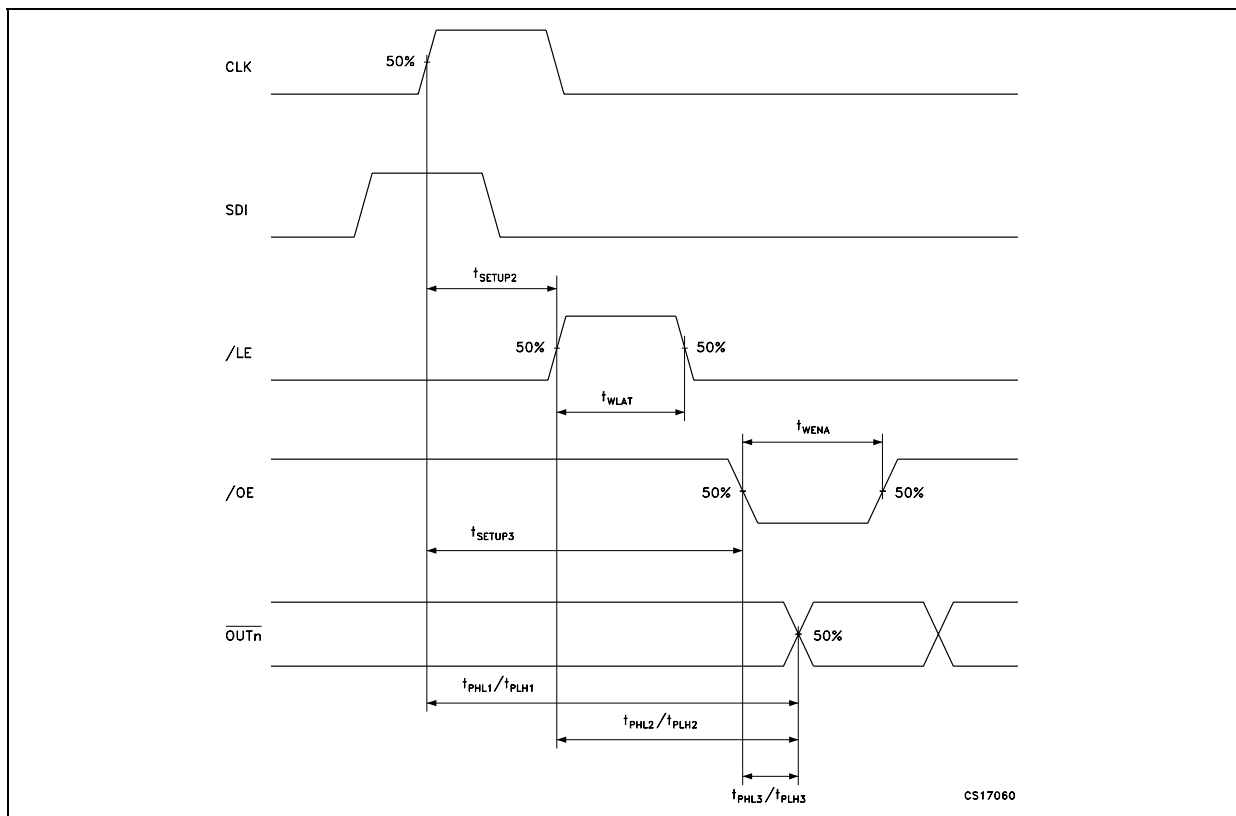 CLK
50%
SDI
tSETUP2
/LE
50%
50%
tWLAT
tWENA
/OE
50%
50%
tSETUP3
OUTn
50%
tPHL1/tPLH1
tPHL2/tPLH2
tPHL3/tPLH3
CS17060